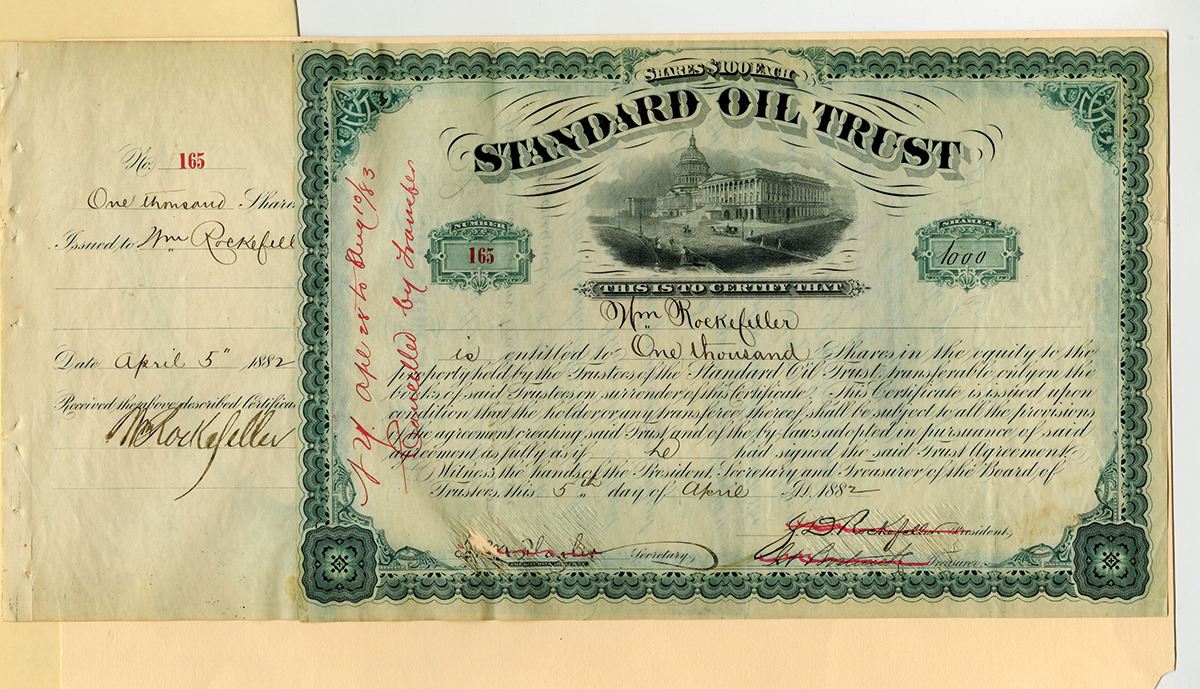 No. 165
One thousand Shares
Issued to Wm Rockefell
Date April 5" 1882
Received the above described Certificate
Wm Rockefeller
Cancelled by Transfer
SHARES $100 EACH
STANDARD OIL TRUST
NUMBER
165
SHARES
1000
THIS IS TO CERTIFY THAT
Wm Rockefeller
is entitled to One thousand Shares in the equity to the
property held by the Trustees of the Standard Oil Trust, transferable only on the
books of said Trustees on surrender of this Certificate. This Certificate is issued upon
condition that the holder or any transferee thereof shall be subject to all the provisions
of the agreement creating said Trust and of the by-laws adopted in pursuance of said
agreement as fully as if he had signed the said Trust Agreement.
Witness the hands of the President, Secretary and Treasurer of the Board of
Trustees, this 5th day of April A.D. 1882
J D Rockefeller President,
Secretary,
Treasurer